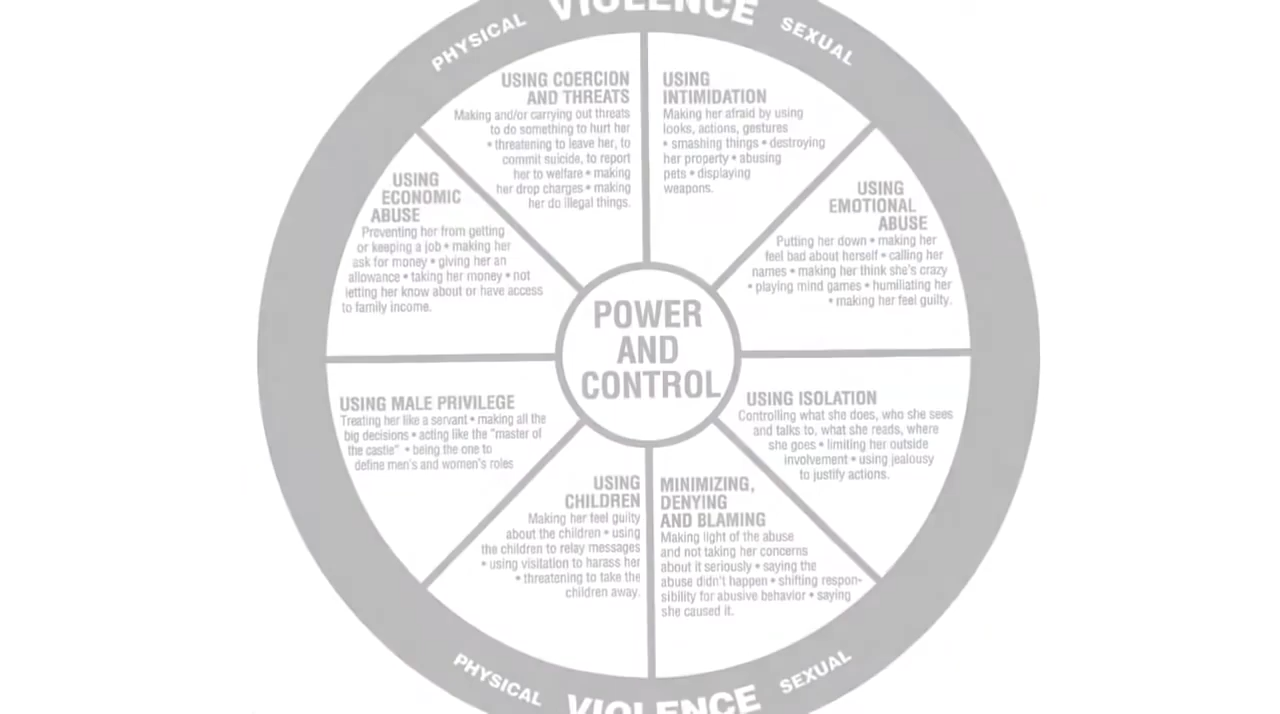 PHYSICAL VIOLENCE SEXUAL
USING COERCION
AND THREATS
Making and/or carrying out threats
to do something to hurt her
• threatening to leave her, to
commit suicide, to report
her to welfare • making
her drop charges • making
her do illegal things.
USING
INTIMIDATION
Making her afraid by using
looks, actions, gestures
• smashing things • destroying
her property • abusing
pets • displaying
weapons.
USING
ECONOMIC
ABUSE
Preventing her from getting
or keeping a job • making her
ask for money • giving her an
allowance • taking her money • not
letting her know about or have access
to family income.
USING
EMOTIONAL
ABUSE
Putting her down • making her
feel bad about herself • calling her
names • making her think she's crazy
• playing mind games • humiliating her
• making her feel guilty.
POWER
AND
CONTROL
USING MALE PRIVILEGE
Treating her like a servant • making all the
big decisions • acting like the "master of
the castle" • being the one to
define men's and women's roles
USING ISOLATION
Controlling what she does, who she sees
and talks to, what she reads, where
she goes • limiting her outside
involvement • using jealousy
to justify actions.
USING
CHILDREN
Making her feel guilty
about the children • using
the children to relay messages
• using visitation to harass her
• threatening to take the
children away.
MINIMIZING,
DENYING
AND BLAMING
Making light of the abuse
and not taking her concerns
about it seriously • saying the
abuse didn't happen • shifting respon-
sibility for abusive behavior • saying
she caused it.
PHYSICAL VIOLENCE SEXUAL